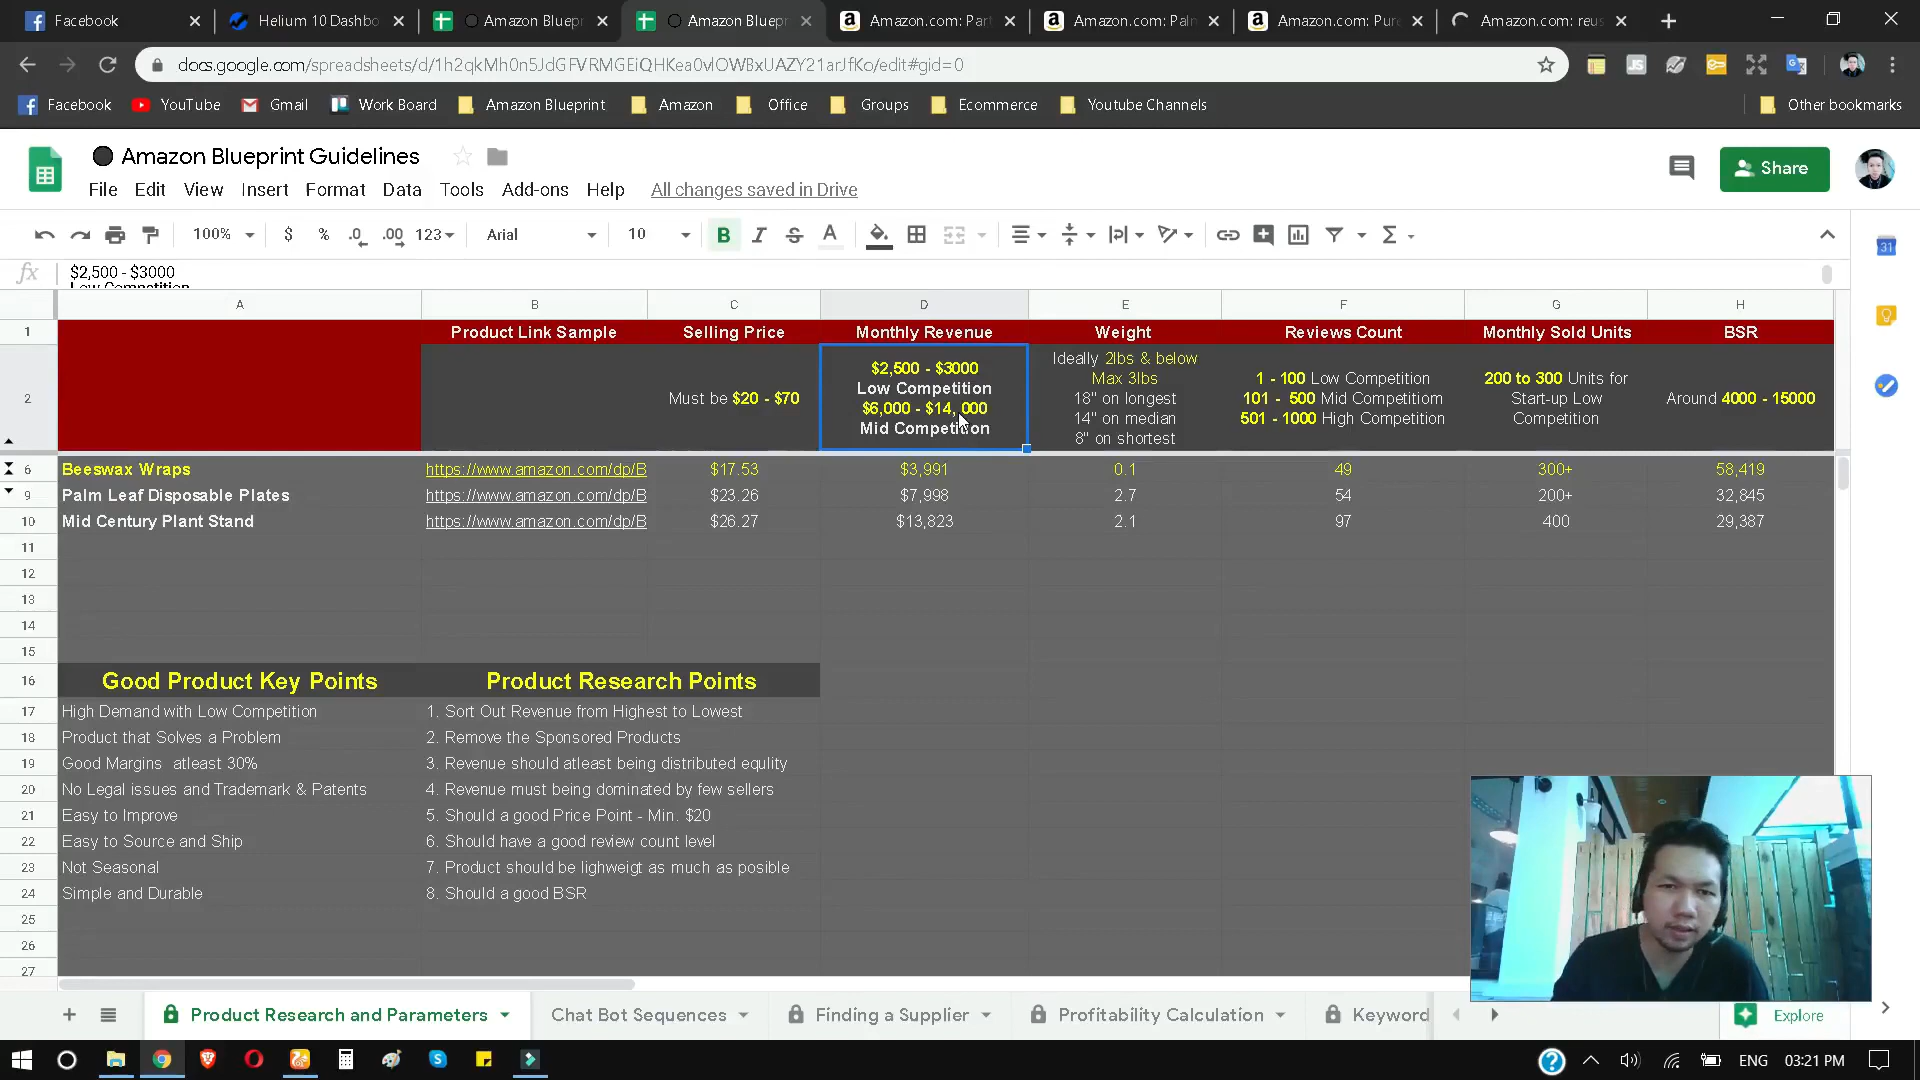 Facebook
Helium 10 Dashbo
Amazon Bluepr
Amazon Bluepr
Amazon.com: Par
Amazon.com: Paln
Amazon.com: Pure
Amazon.com: reus
docs.google.com/spreadsheets/d/1h2qkMh0n5JdGFVRMGEiQHKea0vIOWBxUAZY21arJfKo/edit#gid=0
Facebook
YouTube
Gmail
Work Board
Amazon Blueprint
Amazon
Office
Groups
Ecommerce
Youtube Channels
Other bookmarks
Amazon Blueprint Guidelines
Share
File Edit View Insert Format Data Tools Add-ons Help All changes saved in Drive
100% $ % .0 .00 123 Arial 10 B I S A
31
fx $2,500 - $3000
Low Competition
A B C D E F G H
1 Product Link Sample Selling Price Monthly Revenue Weight Reviews Count Monthly Sold Units BSR
2
Must be $20 - $70
$2,500 - $3000
Low Competition
$6,000 - $14, 000
Mid Competition
Ideally 2lbs & below
Max 3lbs
18" on longest
14" on median
8" on shortest
1 - 100 Low Competition
101 - 500 Mid Competitiom
501 - 1000 High Competition
200 to 300 Units for
Start-up Low
Competition
Around 4000 - 15000
6 Beeswax Wraps https://www.amazon.com/dp/B $17.53 $3,991 0.1 49 300+ 58,419
9 Palm Leaf Disposable Plates https://www.amazon.com/dp/B $23.26 $7,998 2.7 54 200+ 32,845
10 Mid Century Plant Stand https://www.amazon.com/dp/B $26.27 $13,823 2.1 97 400 29,387
11
12
13
14
15
16 Good Product Key Points Product Research Points
17 High Demand with Low Competition 1. Sort Out Revenue from Highest to Lowest
18 Product that Solves a Problem 2. Remove the Sponsored Products
19 Good Margins atleast 30% 3. Revenue should atleast being distributed equlity
20 No Legal issues and Trademark & Patents 4. Revenue must being dominated by few sellers
21 Easy to Improve 5. Should a good Price Point - Min. $20
22 Easy to Source and Ship 6. Should have a good review count level
23 Not Seasonal 7. Product should be lighweigt as much as posible
24 Simple and Durable 8. Should a good BSR
25
26
27
Product Research and Parameters
Chat Bot Sequences
Finding a Supplier
Profitability Calculation
Keyword
Explore
ENG 03:21 PM